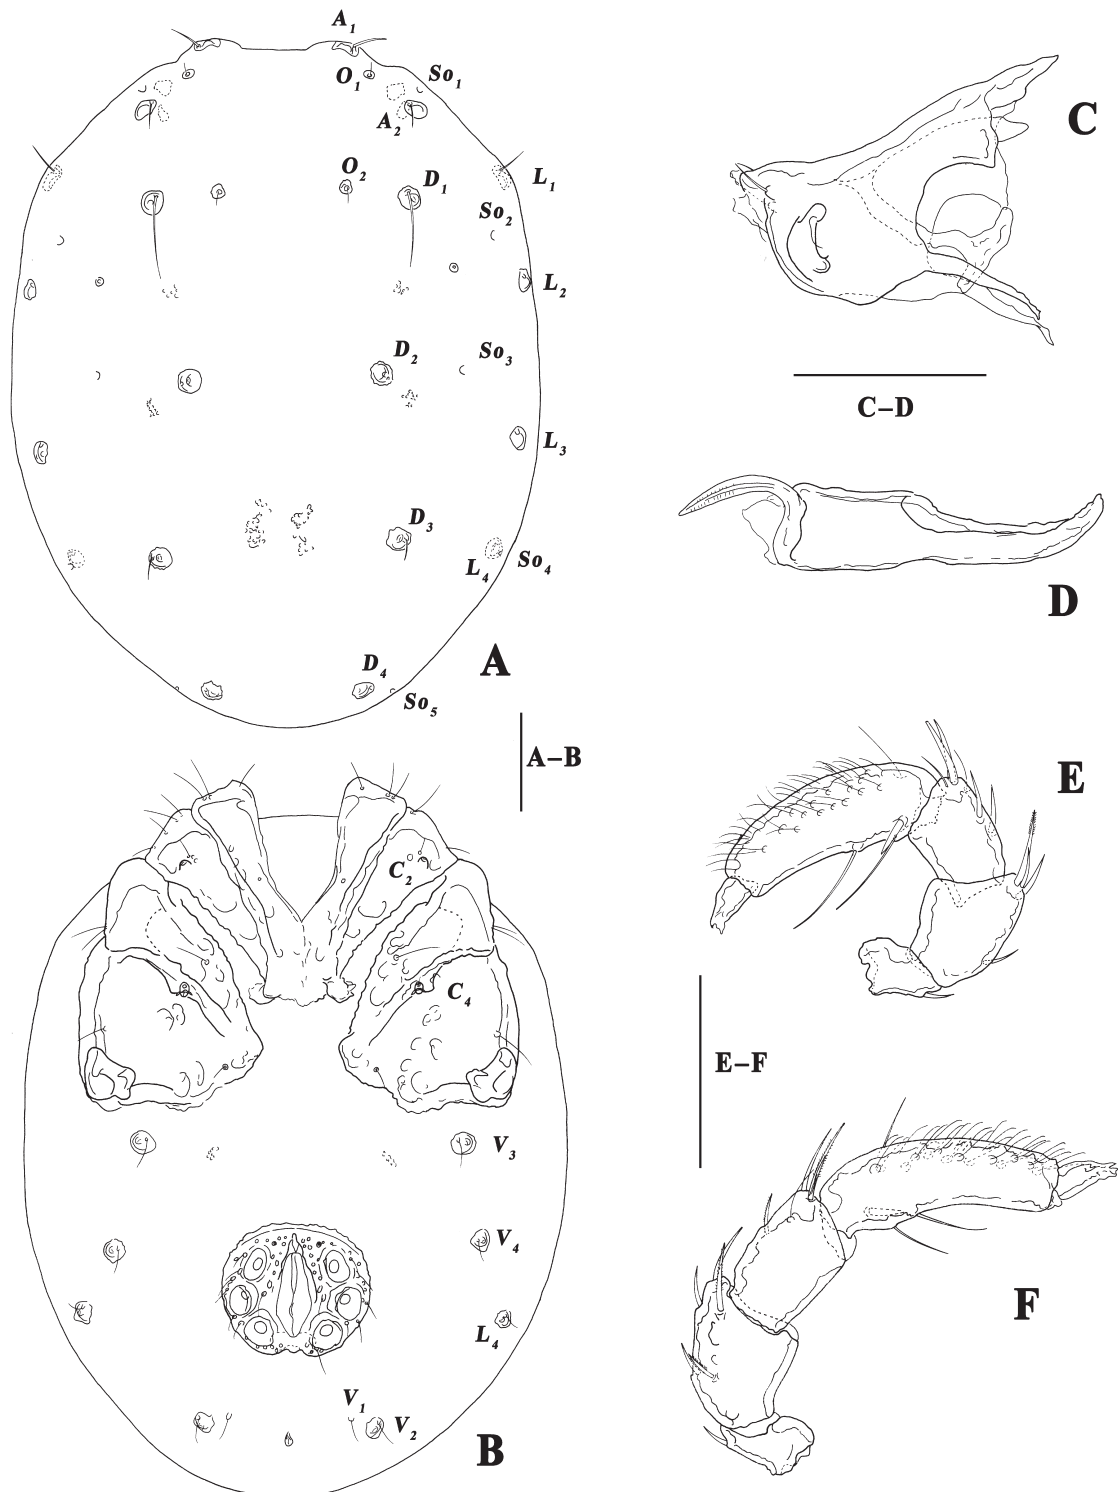 A₁
O₁
So₁
A₂
O₂
D₁
L₁
So₂
L₂
D₂
So₃
L₃
D₃
L₄
So₄
D₄
So₅
A
A–B
C₂
C₄
V₃
V₄
L₄
V₁
V₂
B
C
C–D
D
E
E–F
F